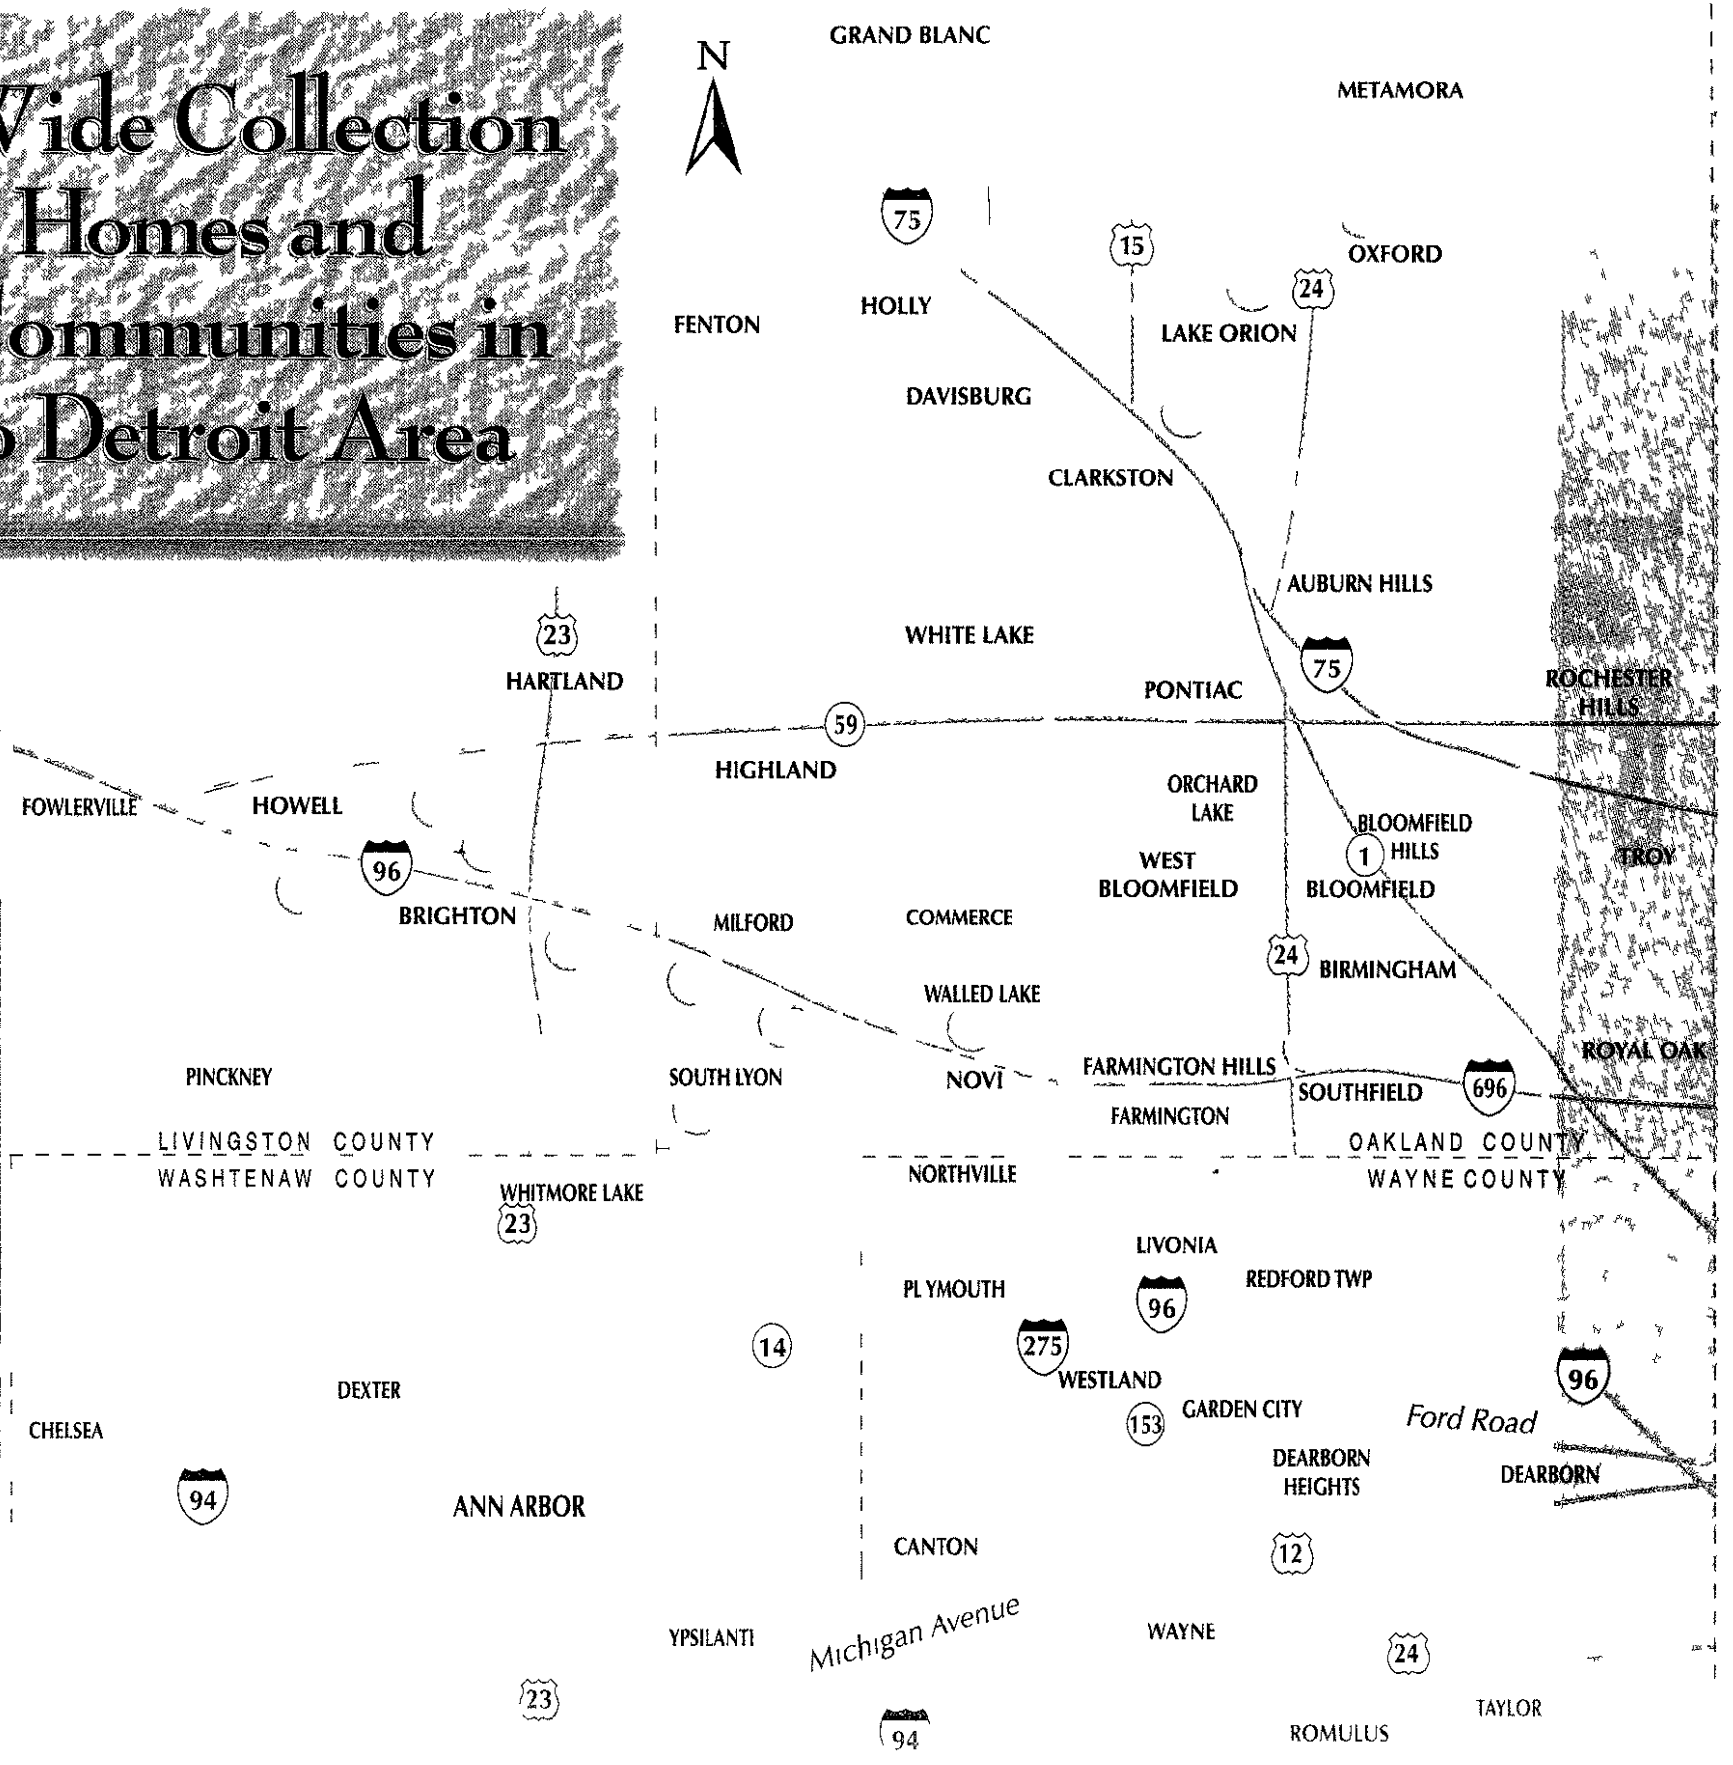 Wide Collection
Homes and
ommunities in
o Detroit Area
N
GRAND BLANC
METAMORA
75
15
OXFORD
24
HOLLY
FENTON
LAKE ORION
DAVISBURG
CLARKSTON
AUBURN HILLS
23
WHITE LAKE
75
HARTLAND
PONTIAC
ROCHESTER
HILLS
59
HIGHLAND
ORCHARD
LAKE
FOWLERVILLE
HOWELL
BLOOMFIELD
HILLS
1
TROY
96
WEST
BLOOMFIELD
BLOOMFIELD
BRIGHTON
MILFORD
COMMERCE
24
BIRMINGHAM
WALLED LAKE
ROYAL OAK
PINCKNEY
SOUTH LYON
NOVI
FARMINGTON HILLS
SOUTHFIELD
696
FARMINGTON
LIVINGSTON COUNTY
OAKLAND COUNTY
WASHTENAW COUNTY
NORTHVILLE
WAYNE COUNTY
WHITMORE LAKE
23
LIVONIA
PLYMOUTH
REDFORD TWP
96
14
275
WESTLAND
96
DEXTER
153
GARDEN CITY
Ford Road
CHELSEA
DEARBORN
HEIGHTS
DEARBORN
94
ANN ARBOR
CANTON
12
YPSILANTI
Michigan Avenue
WAYNE
24
23
94
TAYLOR
ROMULUS